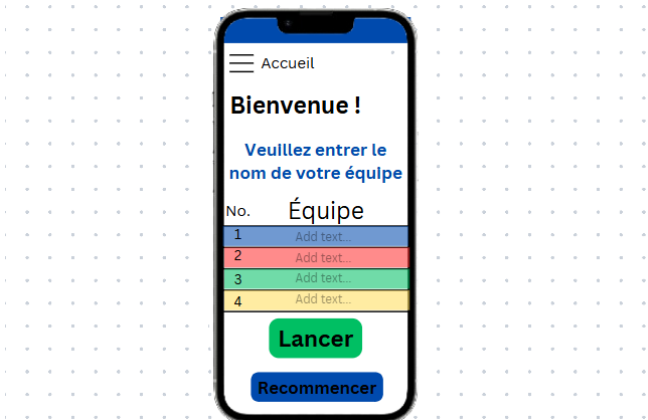 Accueil
Bienvenue !
Veuillez entrer le
nom de votre équipe
No. Équipe
1 Add text...
2 Add text...
3 Add text...
4 Add text...
Lancer
Recommencer